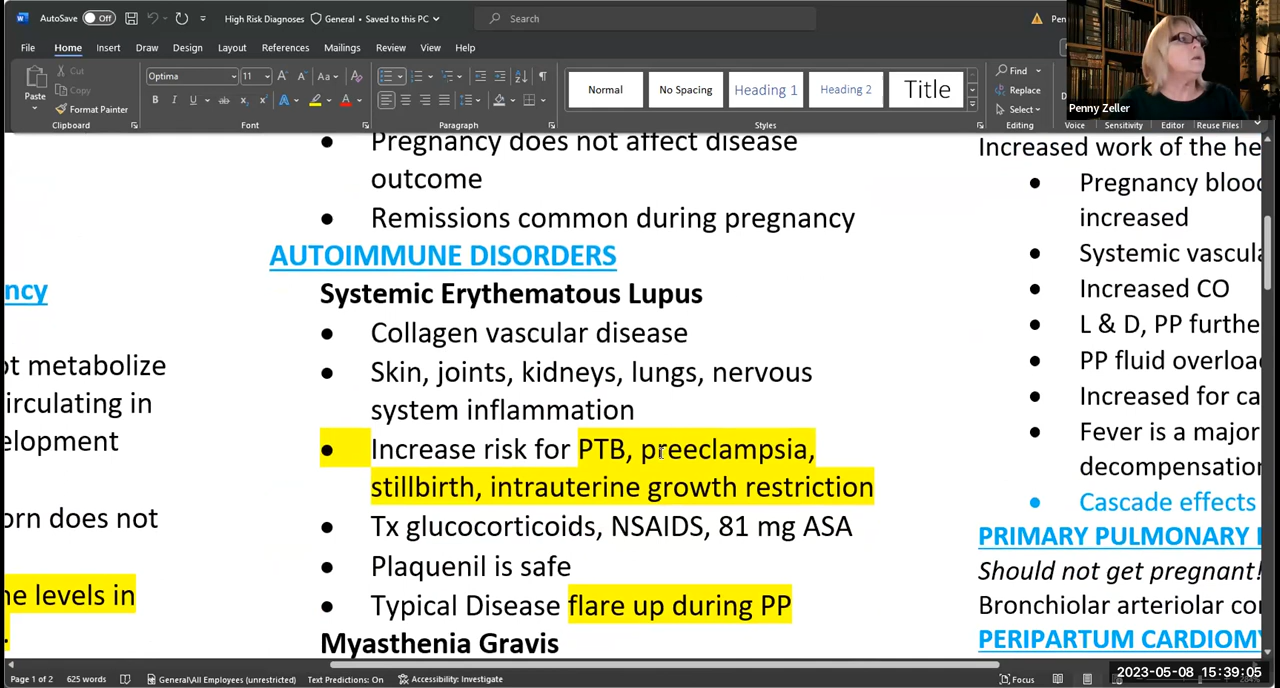 AutoSave Off High Risk Diagnoses General • Saved to this PC Search Pen
File Home Insert Draw Design Layout References Mailings Review View Help
Paste Cut Copy Format Painter
Clipboard
Optima 11
Font
Paragraph
Normal No Spacing Heading 1 Heading 2 Title
Styles
Find
Replace
Select
Editing
Voice Sensitivity Editor Reuse Files
Penny Zeller
ncy
ot metabolize
irculating in
elopment
orn does not
ne levels in
• Pregnancy does not affect disease
outcome
• Remissions common during pregnancy
AUTOIMMUNE DISORDERS
Systemic Erythematous Lupus
• Collagen vascular disease
• Skin, joints, kidneys, lungs, nervous
system inflammation
• Increase risk for PTB, preeclampsia,
stillbirth, intrauterine growth restriction
• Tx glucocorticoids, NSAIDS, 81 mg ASA
• Plaquenil is safe
• Typical Disease flare up during PP
Myasthenia Gravis
Increased work of the he
• Pregnancy blood
increased
• Systemic vascula
• Increased CO
• L & D, PP furthe
• PP fluid overloa
• Increased for ca
• Fever is a major
decompensation
• Cascade effects
PRIMARY PULMONARY
Should not get pregnant!
Bronchiolar arteriolar co
PERIPARTUM CARDIOMY
Page 1 of 2 625 words General\All Employees (unrestricted) Text Predictions: On Accessibility: Investigate Focus
2023-05-08 15:39:05